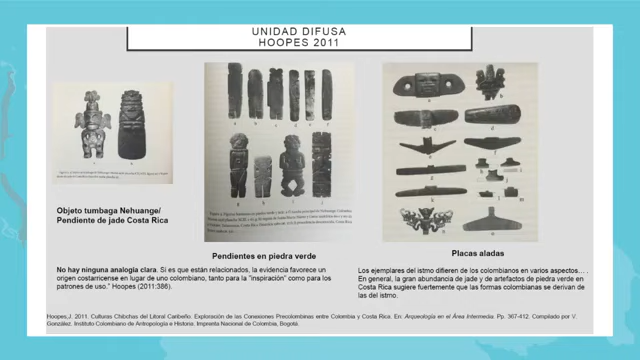 UNIDAD DIFUSA
HOOPES 2011
Objeto tumbaga Nehuange/
Pendiente de jade Costa Rica
Pendientes en piedra verde
Placas aladas
No hay ninguna analogía clara. Si es que están relacionados, la evidencia favorece un
origen costarricense en lugar de uno colombiano, tanto para la "inspiración" como para los
patrones de uso." Hoopes (2011:386).
Los ejemplares del istmo difieren de los colombianos en varios aspectos… .
En general, la gran abundancia de jade y de artefactos de piedra verde en
Costa Rica sugiere fuertemente que las formas colombianas se derivan de
las del istmo.
Hoopes,J. 2011. Culturas Chibchas del Litoral Caribeño: Exploración de las Conexiones Precolombinas entre Colombia y Costa Rica. En: Arqueología en el Área Intermedia. Pp. 367-412. Compilado por V.
González. Instituto Colombiano de Antropología e Historia. Imprenta Nacional de Colombia, Bogotá.